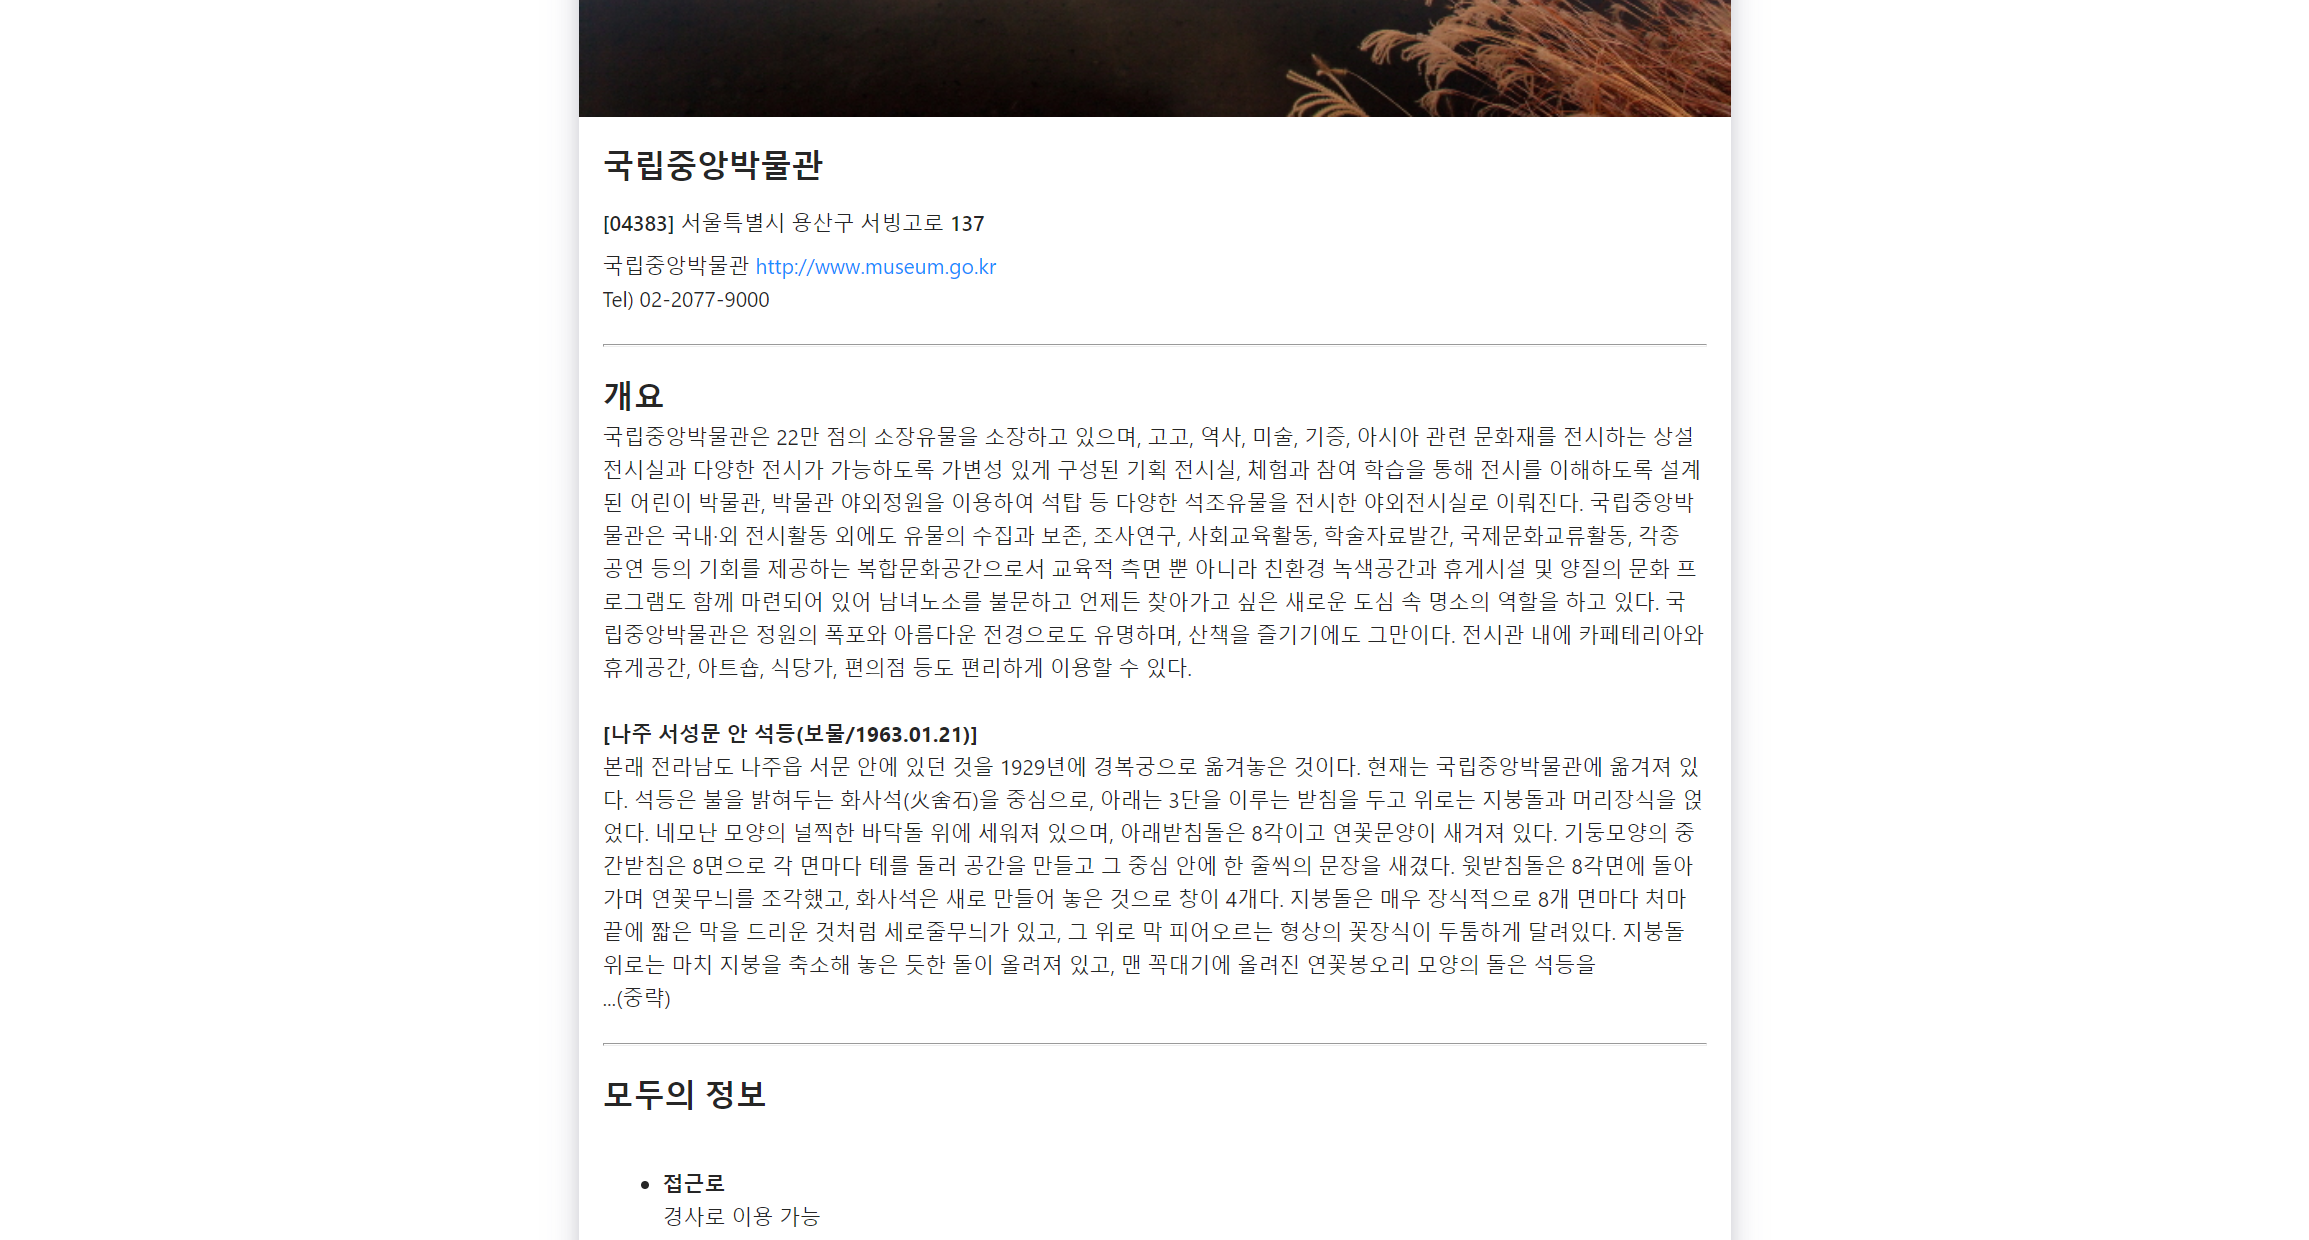 국립중앙박물관
[04383] 서울특별시 용산구 서빙고로 137
국립중앙박물관 http://www.museum.go.kr
Tel) 02-2077-9000
개요
국립중앙박물관은 22만 점의 소장유물을 소장하고 있으며, 고고, 역사, 미술, 기증, 아시아 관련 문화재를 전시하는 상설
전시실과 다양한 전시가 가능하도록 가변성 있게 구성된 기획 전시실, 체험과 참여 학습을 통해 전시를 이해하도록 설계
된 어린이 박물관, 박물관 야외정원을 이용하여 석탑 등 다양한 석조유물을 전시한 야외전시실로 이뤄진다. 국립중앙박
물관은 국내·외 전시활동 외에도 유물의 수집과 보존, 조사연구, 사회교육활동, 학술자료발간, 국제문화교류활동, 각종
공연 등의 기회를 제공하는 복합문화공간으로서 교육적 측면 뿐 아니라 친환경 녹색공간과 휴게시설 및 양질의 문화 프
로그램도 함께 마련되어 있어 남녀노소를 불문하고 언제든 찾아가고 싶은 새로운 도심 속 명소의 역할을 하고 있다. 국
립중앙박물관은 정원의 폭포와 아름다운 전경으로도 유명하며, 산책을 즐기기에도 그만이다. 전시관 내에 카페테리아와
휴게공간, 아트숍, 식당가, 편의점 등도 편리하게 이용할 수 있다.
[나주 서성문 안 석등(보물/1963.01.21)]
본래 전라남도 나주읍 서문 안에 있던 것을 1929년에 경복궁으로 옮겨놓은 것이다. 현재는 국립중앙박물관에 옮겨져 있
다. 석등은 불을 밝혀두는 화사석(火舍石)을 중심으로, 아래는 3단을 이루는 받침을 두고 위로는 지붕돌과 머리장식을 얹
었다. 네모난 모양의 널찍한 바닥돌 위에 세워져 있으며, 아래받침돌은 8각이고 연꽃문양이 새겨져 있다. 기둥모양의 중
간받침은 8면으로 각 면마다 테를 둘러 공간을 만들고 그 중심 안에 한 줄씩의 문장을 새겼다. 윗받침돌은 8각면에 돌아
가며 연꽃무늬를 조각했고, 화사석은 새로 만들어 놓은 것으로 창이 4개다. 지붕돌은 매우 장식적으로 8개 면마다 처마
끝에 짧은 막을 드리운 것처럼 세로줄무늬가 있고, 그 위로 막 피어오르는 형상의 꽃장식이 두툼하게 달려있다. 지붕돌
위로는 마치 지붕을 축소해 놓은 듯한 돌이 올려져 있고, 맨 꼭대기에 올려진 연꽃봉오리 모양의 돌은 석등을
...(중략)
모두의 정보
• 접근로
경사로 이용 가능